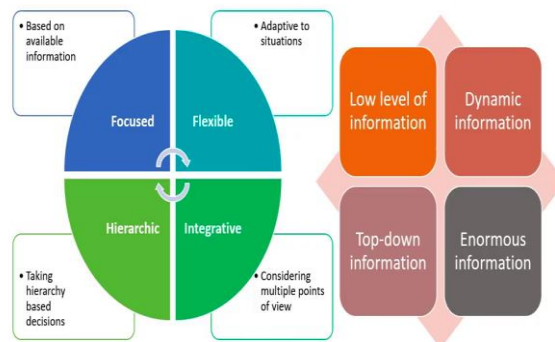 • Based on
available
information
• Adaptive to
situations
Focused
Flexible
Hierarchic
Integrative
• Taking
hierarchy
based
decisions
• Considering
multiple points
of view
Low level of
information
Dynamic
information
Top-down
information
Enormous
information